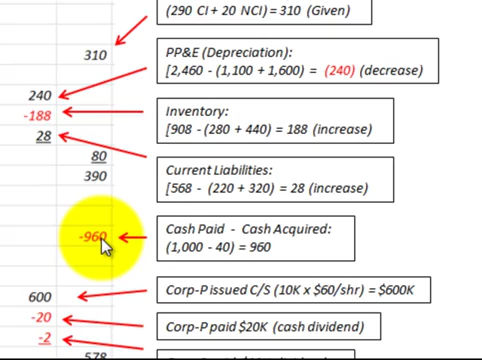 (290 CI + 20 NCI) = 310 (Given)
310
PP&E (Depreciation):
[2,460 - (1,100 + 1,600) = (240) (decrease)
240
-188
Inventory:
[908 - (280 + 440) = 188 (increase)
28
80
390
Current Liabilities:
[568 - (220 + 320) = 28 (increase)
-960
Cash Paid - Cash Acquired:
(1,000 - 40) = 960
600
Corp-P issued C/S (10K x $60/shr) = $600K
-20
Corp-P paid $20K (cash dividend)
-2
578